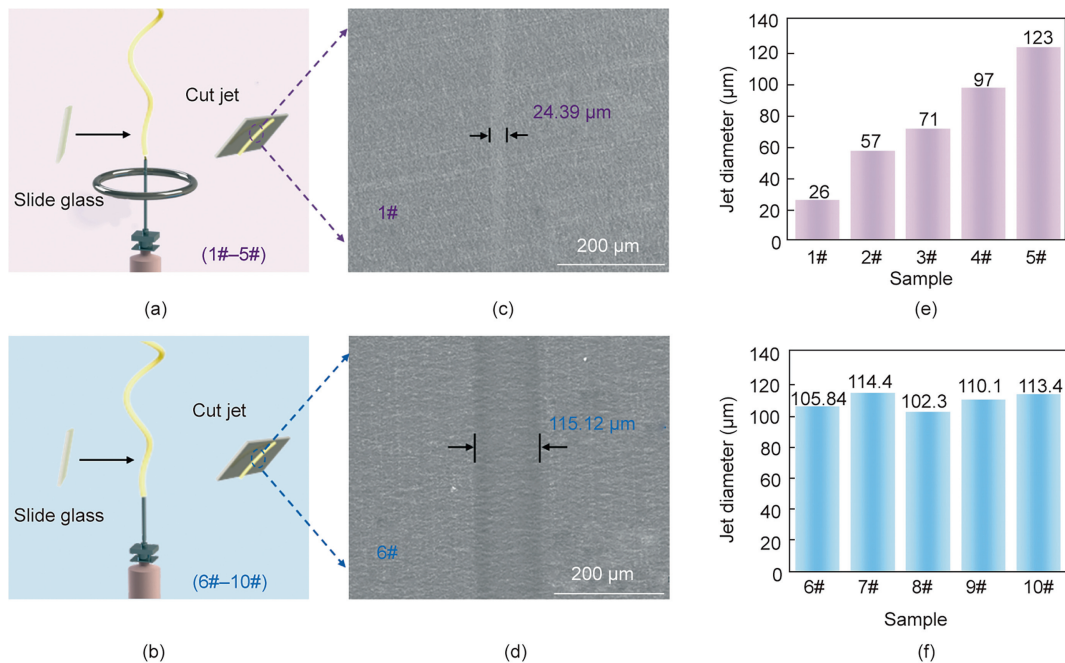 Cut jet
Slide glass
(1#–5#)
(a)
24.39 µm
1#
200 µm
(c)
Jet diameter (µm)
140
120
100
80
60
40
20
0
26
57
71
97
123
1#
2#
3#
4#
5#
Sample
(e)
Cut jet
Slide glass
(6#–10#)
(b)
115.12 µm
6#
200 µm
(d)
Jet diameter (µm)
140
120
100
80
60
40
20
0
105.84
114.4
102.3
110.1
113.4
6#
7#
8#
9#
10#
Sample
(f)